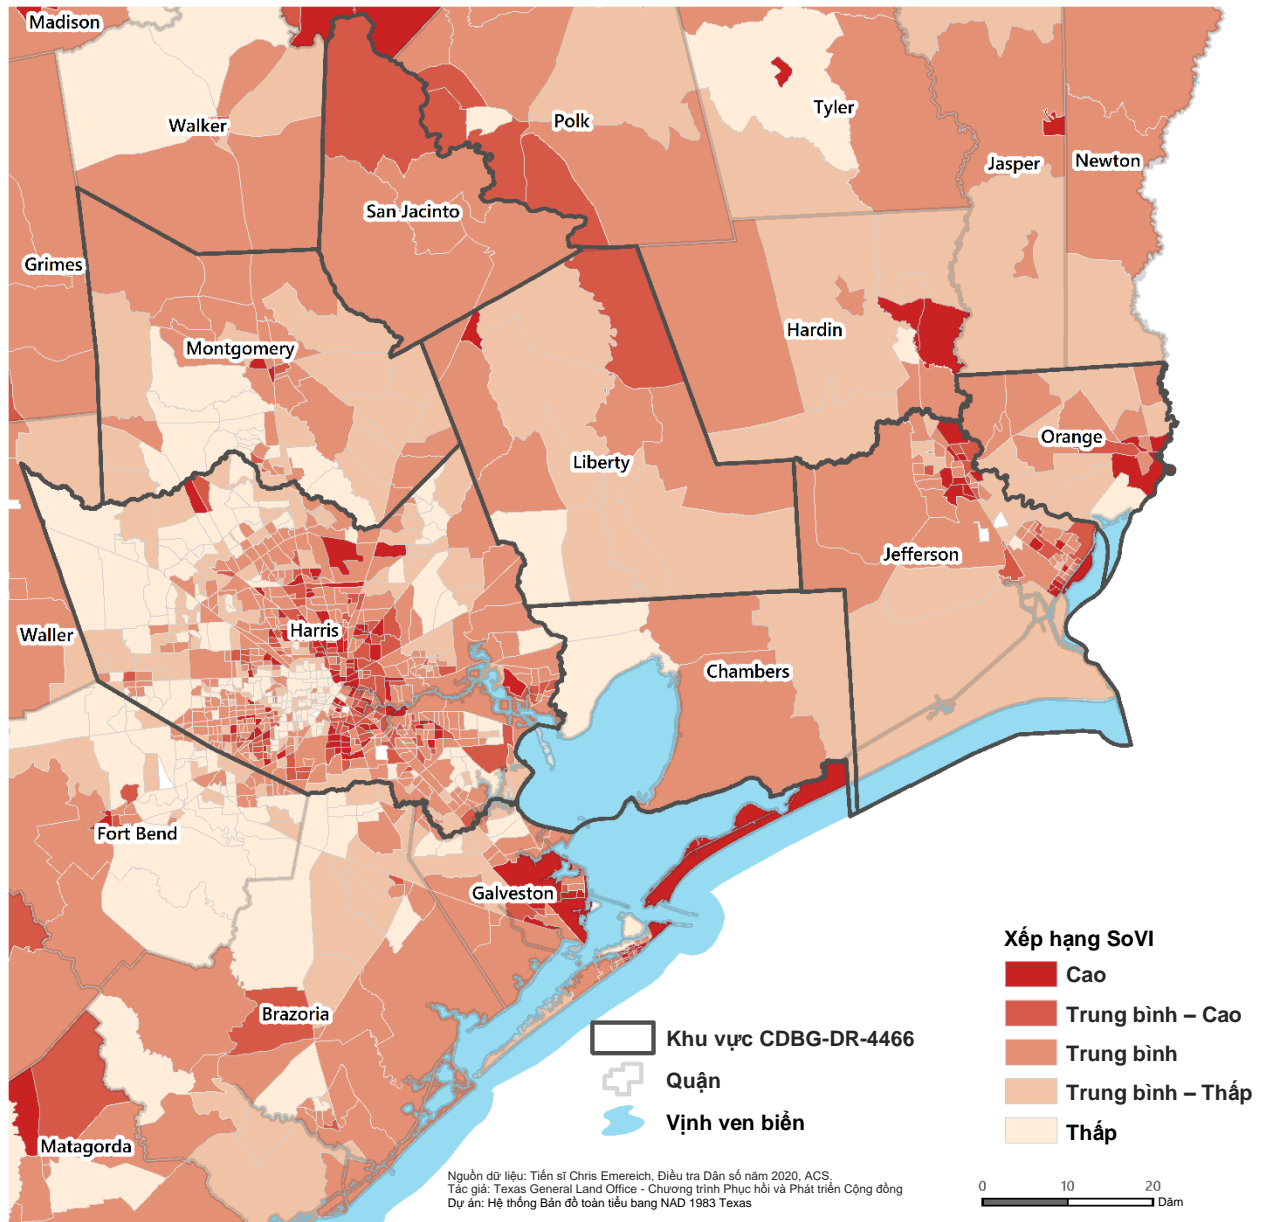 Madison
Walker
Polk
Tyler
Jasper
Newton
San Jacinto
Grimes
Hardin
Montgomery
Orange
Liberty
Jefferson
Harris
Waller
Chambers
Fort Bend
Galveston
Brazoria
Matagorda
Xếp hạng SoVI
Cao
Trung bình – Cao
Trung bình
Trung bình – Thấp
Thấp
Khu vực CDBG-DR-4466
Quận
Vịnh ven biển
Nguồn dữ liệu: Tiến sĩ Chris Emereich, Điều tra Dân số năm 2020, ACS.
Tác giả: Texas General Land Office - Chương trình Phục hồi và Phát triển Cộng đồng
Dự án: Hệ thống Bản đồ toàn tiểu bang NAD 1983 Texas
0 10 20
Dặm